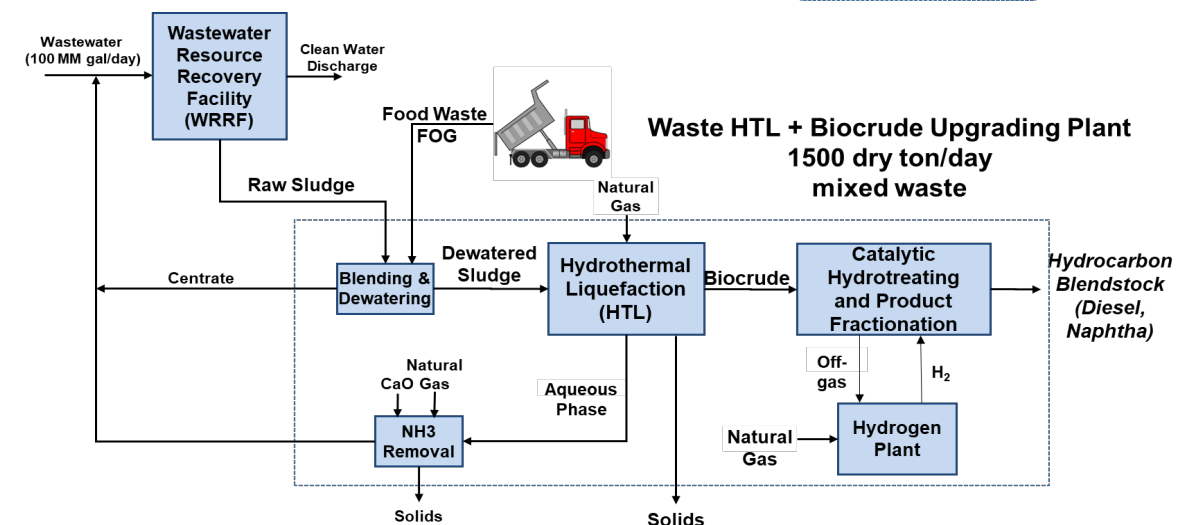 Wastewater
(100 MM gal/day)
Wastewater
Resource
Recovery
Facility
(WRRF)
Clean Water
Discharge
Food Waste
FOG
Waste HTL + Biocrude Upgrading Plant
1500 dry ton/day
mixed waste
Raw Sludge
Natural
Gas
Centrate
Blending &
Dewatering
Dewatered
Sludge
Hydrothermal
Liquefaction
(HTL)
Biocrude
Catalytic
Hydrotreating
and Product
Fractionation
Hydrocarbon
Blendstock
(Diesel,
Naphtha)
Off-
gas
H2
Natural
CaO Gas
Aqueous
Phase
NH3
Removal
Natural
Gas
Hydrogen
Plant
Solids
Solids